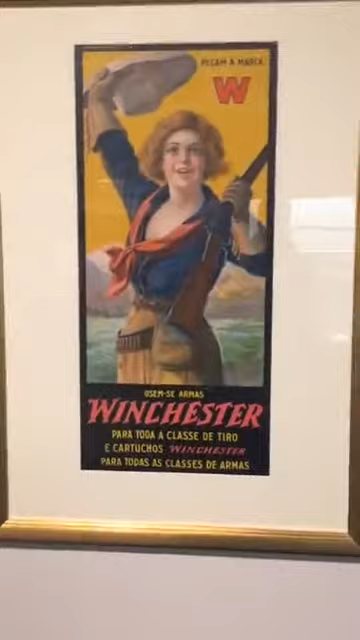 PEÇAM A MARCA
W
USEM-SE ARMAS
WINCHESTER
PARA TODA A CLASSE DE TIRO
E CARTUCHOS WINCHESTER
PARA TODAS AS CLASSES DE ARMAS